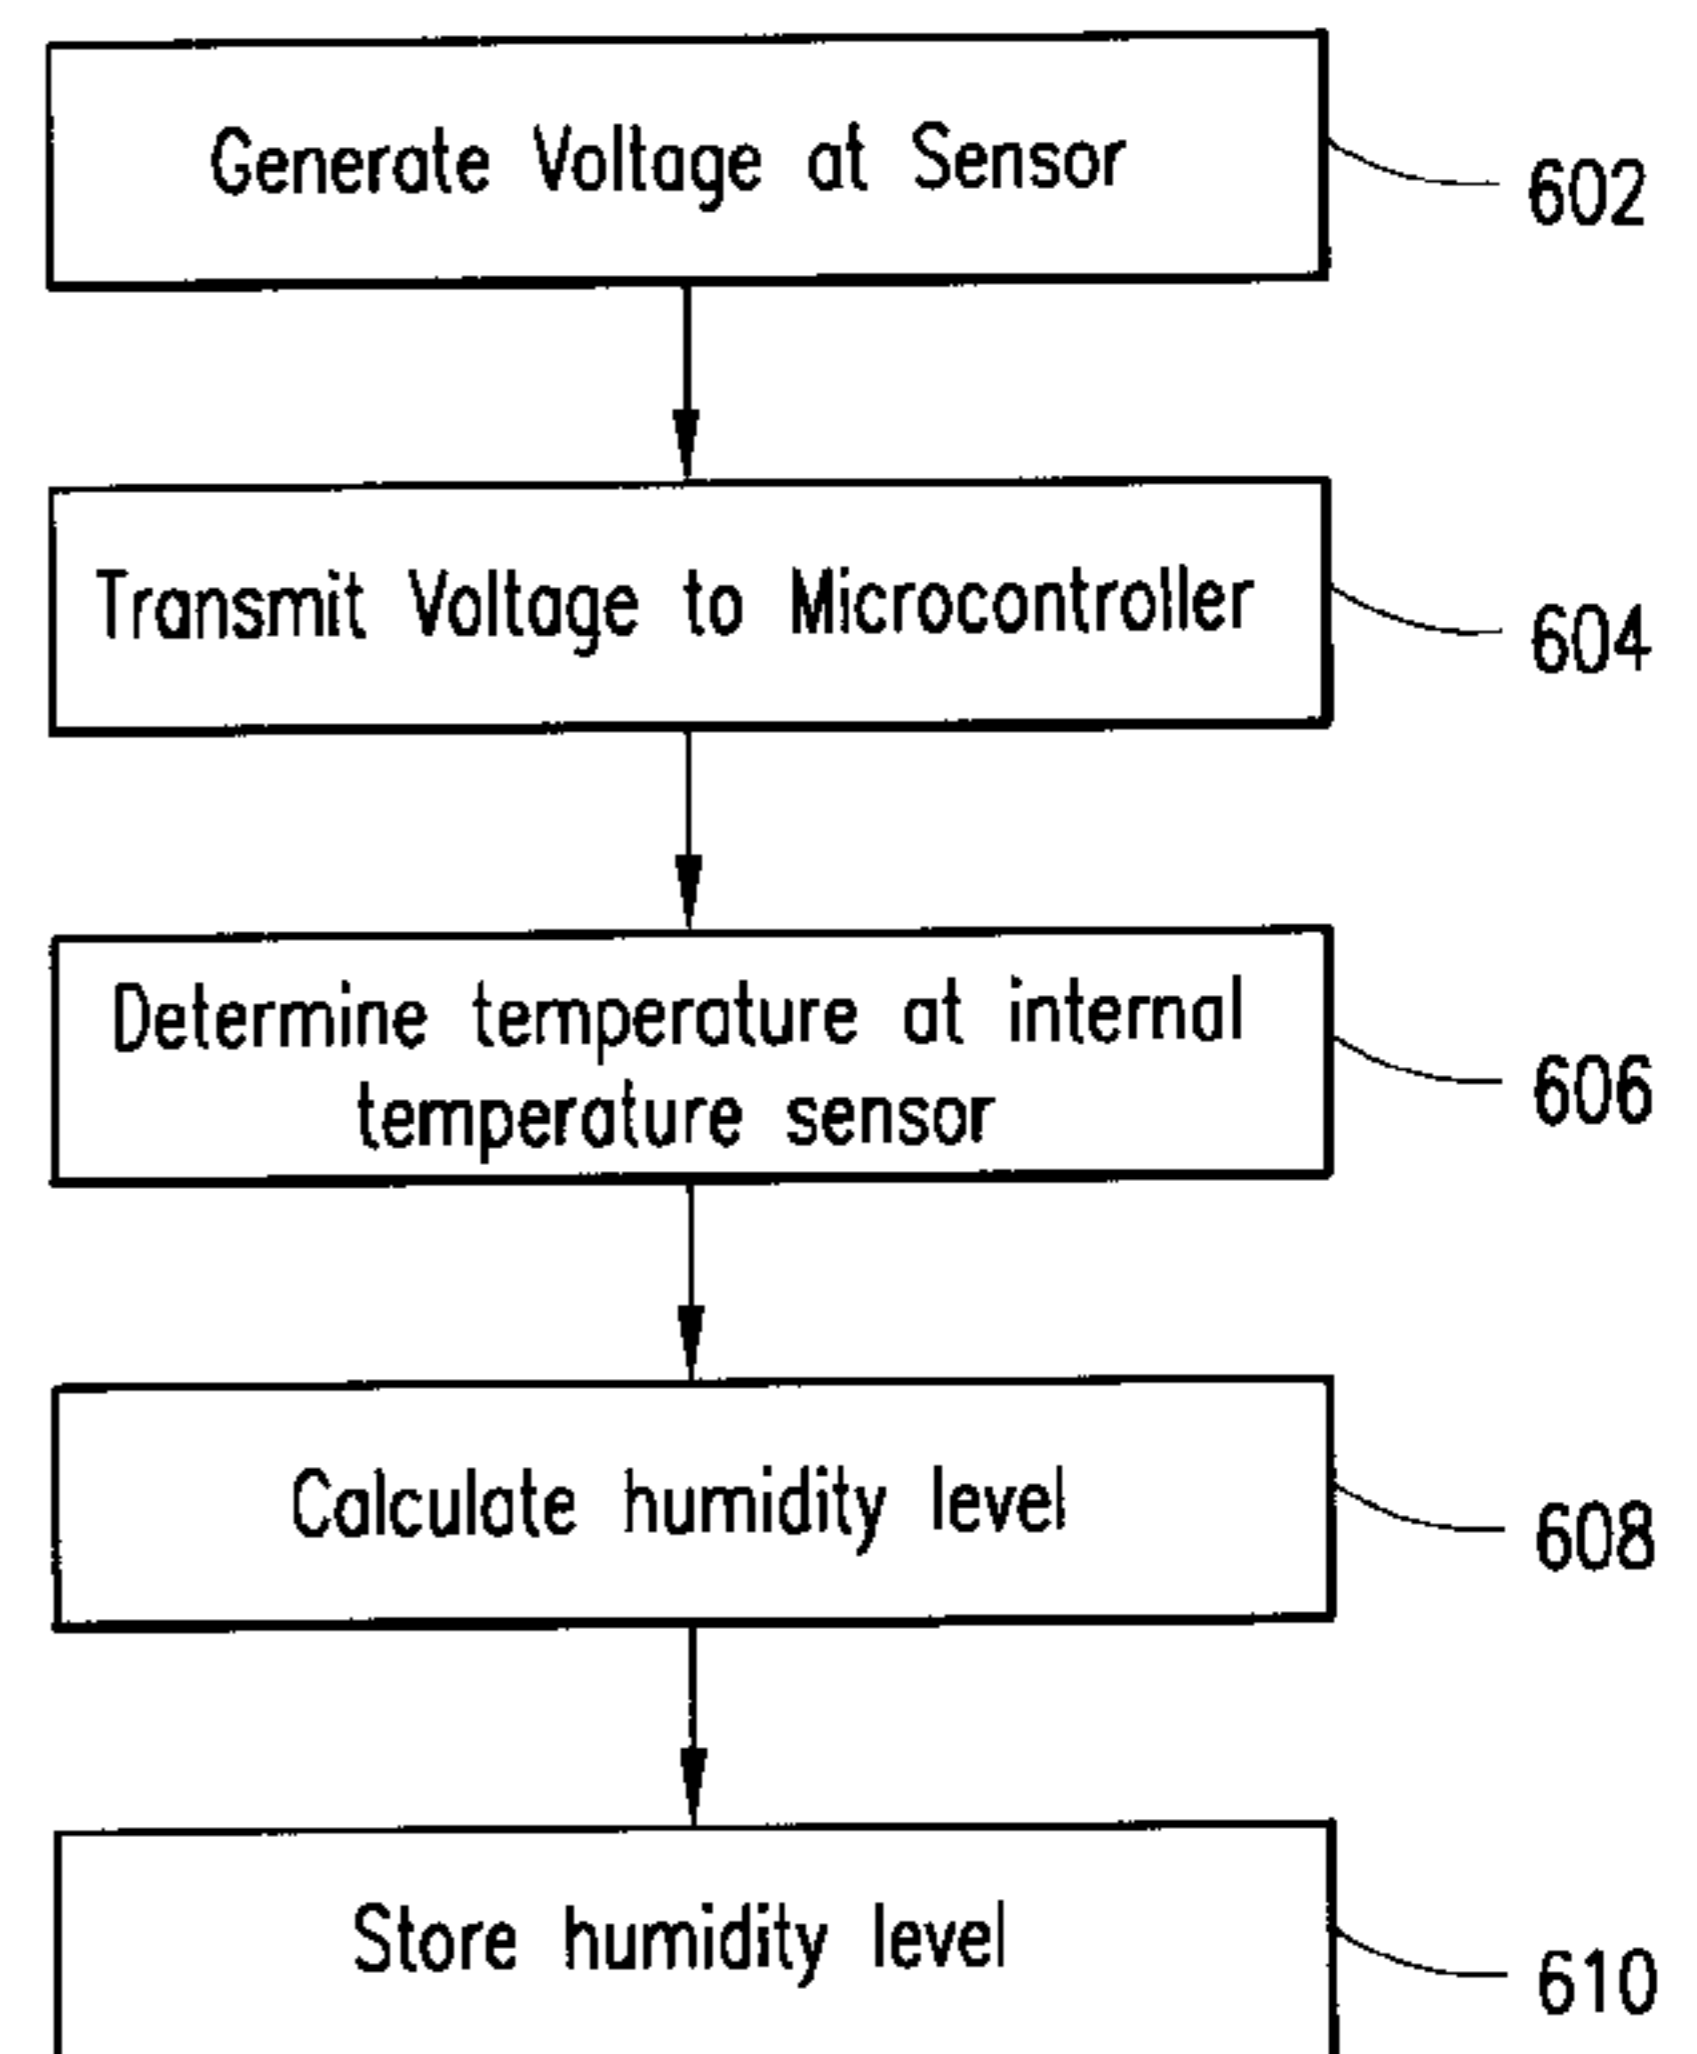 Generate Voltage at Sensor
602
Transmit Voltage to Microcontroller
604
Determine temperature at internal
temperature sensor
606
Calculate humidity level
608
Store humidity level
610